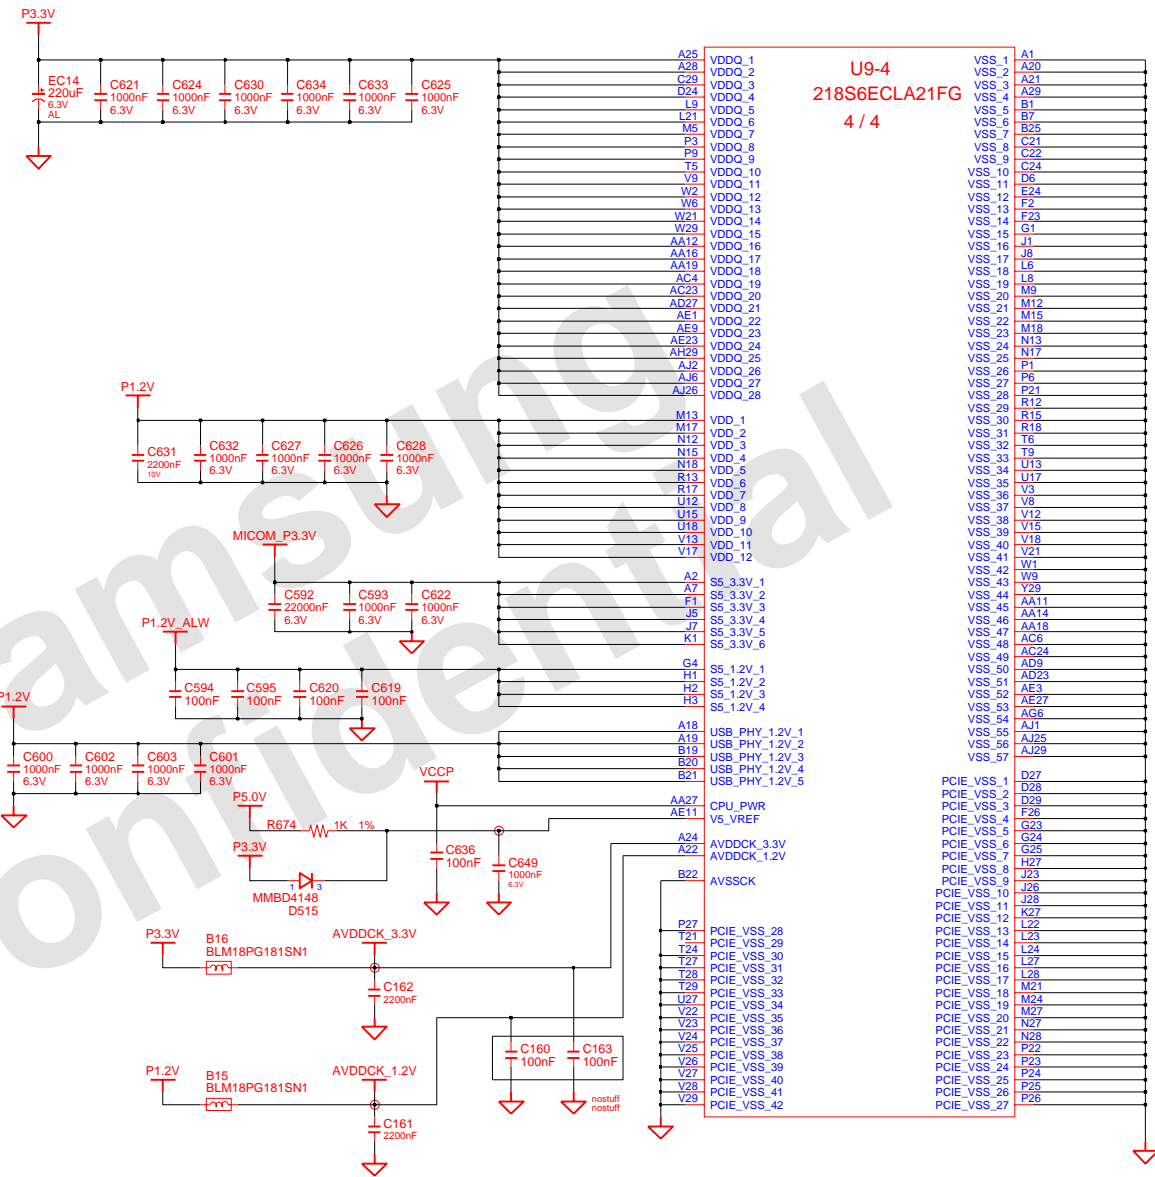 P3.3V
EC14
220uF
6.3V
AL
C621
1000nF
6.3V
C624
1000nF
6.3V
C630
1000nF
6.3V
C634
1000nF
6.3V
C633
1000nF
6.3V
C625
1000nF
6.3V
P1.2V
C631
2200nF
10V
C632
1000nF
6.3V
C627
1000nF
6.3V
C626
1000nF
6.3V
C628
1000nF
6.3V
MICOM_P3.3V
C592
22000nF
6.3V
C593
1000nF
6.3V
C622
1000nF
6.3V
P1.2V_ALW
C594
100nF
C595
100nF
C620
100nF
C619
100nF
P1.2V
C600
1000nF
6.3V
C602
1000nF
6.3V
C603
1000nF
6.3V
C601
1000nF
6.3V
VCCP
P5.0V
R674 1K 1%
P3.3V
1 3
MMBD4148
D515
C636
100nF
C649
1000nF
6.3V
P3.3V
B16
BLM18PG181SN1
AVDDCK_3.3V
C162
2200nF
P1.2V
B15
BLM18PG181SN1
AVDDCK_1.2V
C161
2200nF
C160
100nF
C163
100nF
nostuff
nostuff
U9-4
218S6ECLA21FG
4 / 4
A25 VDDQ_1
A28 VDDQ_2
C29 VDDQ_3
D24 VDDQ_4
L9 VDDQ_5
L21 VDDQ_6
M5 VDDQ_7
P3 VDDQ_8
P9 VDDQ_9
T5 VDDQ_10
V9 VDDQ_11
W2 VDDQ_12
W6 VDDQ_13
W21 VDDQ_14
W29 VDDQ_15
AA12 VDDQ_16
AA16 VDDQ_17
AA19 VDDQ_18
AC4 VDDQ_19
AC23 VDDQ_20
AD27 VDDQ_21
AE1 VDDQ_22
AE9 VDDQ_23
AE23 VDDQ_24
AH29 VDDQ_25
AJ2 VDDQ_26
AJ6 VDDQ_27
AJ26 VDDQ_28
M13 VDD_1
M17 VDD_2
N12 VDD_3
N15 VDD_4
N18 VDD_5
R13 VDD_6
R17 VDD_7
U12 VDD_8
U15 VDD_9
U18 VDD_10
V13 VDD_11
V17 VDD_12
A2 S5_3.3V_1
A7 S5_3.3V_2
F1 S5_3.3V_3
J5 S5_3.3V_4
J7 S5_3.3V_5
K1 S5_3.3V_6
G4 S5_1.2V_1
H1 S5_1.2V_2
H2 S5_1.2V_3
H3 S5_1.2V_4
A18 USB_PHY_1.2V_1
A19 USB_PHY_1.2V_2
B19 USB_PHY_1.2V_3
B20 USB_PHY_1.2V_4
B21 USB_PHY_1.2V_5
AA27 CPU_PWR
AE11 V5_VREF
A24 AVDDCK_3.3V
A22 AVDDCK_1.2V
B22 AVSSCK
P27 PCIE_VSS_28
T21 PCIE_VSS_29
T24 PCIE_VSS_30
T27 PCIE_VSS_31
T28 PCIE_VSS_32
T29 PCIE_VSS_33
U27 PCIE_VSS_34
V22 PCIE_VSS_35
V23 PCIE_VSS_36
V24 PCIE_VSS_37
V25 PCIE_VSS_38
V26 PCIE_VSS_39
V27 PCIE_VSS_40
V28 PCIE_VSS_41
V29 PCIE_VSS_42
VSS_1 A1
VSS_2 A20
VSS_3 A21
VSS_4 A29
VSS_5 B1
VSS_6 B7
VSS_7 B25
VSS_8 C21
VSS_9 C22
VSS_10 C24
VSS_11 D6
VSS_12 E24
VSS_13 F2
VSS_14 F23
VSS_15 G1
VSS_16 J1
VSS_17 J8
VSS_18 L6
VSS_19 L8
VSS_20 M9
VSS_21 M12
VSS_22 M15
VSS_23 M18
VSS_24 N13
VSS_25 N17
VSS_26 P1
VSS_27 P6
VSS_28 P21
VSS_29 R12
VSS_30 R15
VSS_31 R18
VSS_32 T6
VSS_33 T9
VSS_34 U13
VSS_35 U17
VSS_36 V3
VSS_37 V8
VSS_38 V12
VSS_39 V15
VSS_40 V18
VSS_41 V21
VSS_42 W1
VSS_43 W9
VSS_44 Y29
VSS_45 AA11
VSS_46 AA14
VSS_47 AA18
VSS_48 AC6
VSS_49 AC24
VSS_50 AD9
VSS_51 AD23
VSS_52 AE3
VSS_53 AE27
VSS_54 AG6
VSS_55 AJ1
VSS_56 AJ25
VSS_57 AJ29
PCIE_VSS_1 D27
PCIE_VSS_2 D28
PCIE_VSS_3 D29
PCIE_VSS_4 F26
PCIE_VSS_5 G23
PCIE_VSS_6 G24
PCIE_VSS_7 G25
PCIE_VSS_8 H27
PCIE_VSS_9 J23
PCIE_VSS_10 J26
PCIE_VSS_11 J28
PCIE_VSS_12 K27
PCIE_VSS_13 L22
PCIE_VSS_14 L23
PCIE_VSS_15 L24
PCIE_VSS_16 L27
PCIE_VSS_17 L28
PCIE_VSS_18 M21
PCIE_VSS_19 M24
PCIE_VSS_20 M27
PCIE_VSS_21 N27
PCIE_VSS_22 N28
PCIE_VSS_23 P22
PCIE_VSS_24 P23
PCIE_VSS_25 P24
PCIE_VSS_26 P25
PCIE_VSS_27 P26
amsung
onfidential